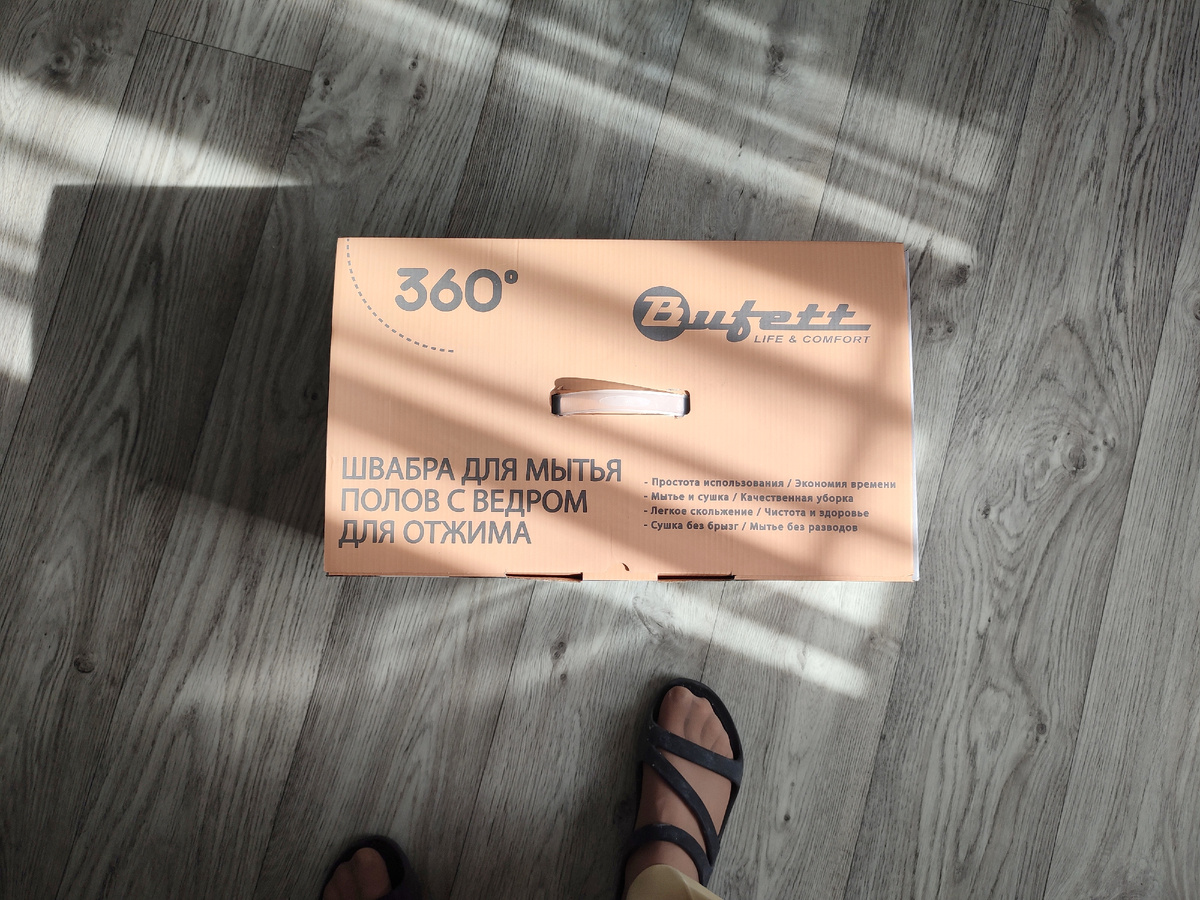 360°
Bufett
LIFE & COMFORT
ШВАБРА ДЛЯ МЫТЬЯ
ПОЛОВ С ВЕДРОМ
ДЛЯ ОТЖИМА
- Простота использования / Экономия времени
- Мытье и сушка / Качественная уборка
- Легкое скольжение / Чистота и здоровье
- Сушка без брызг / Мытье без разводов